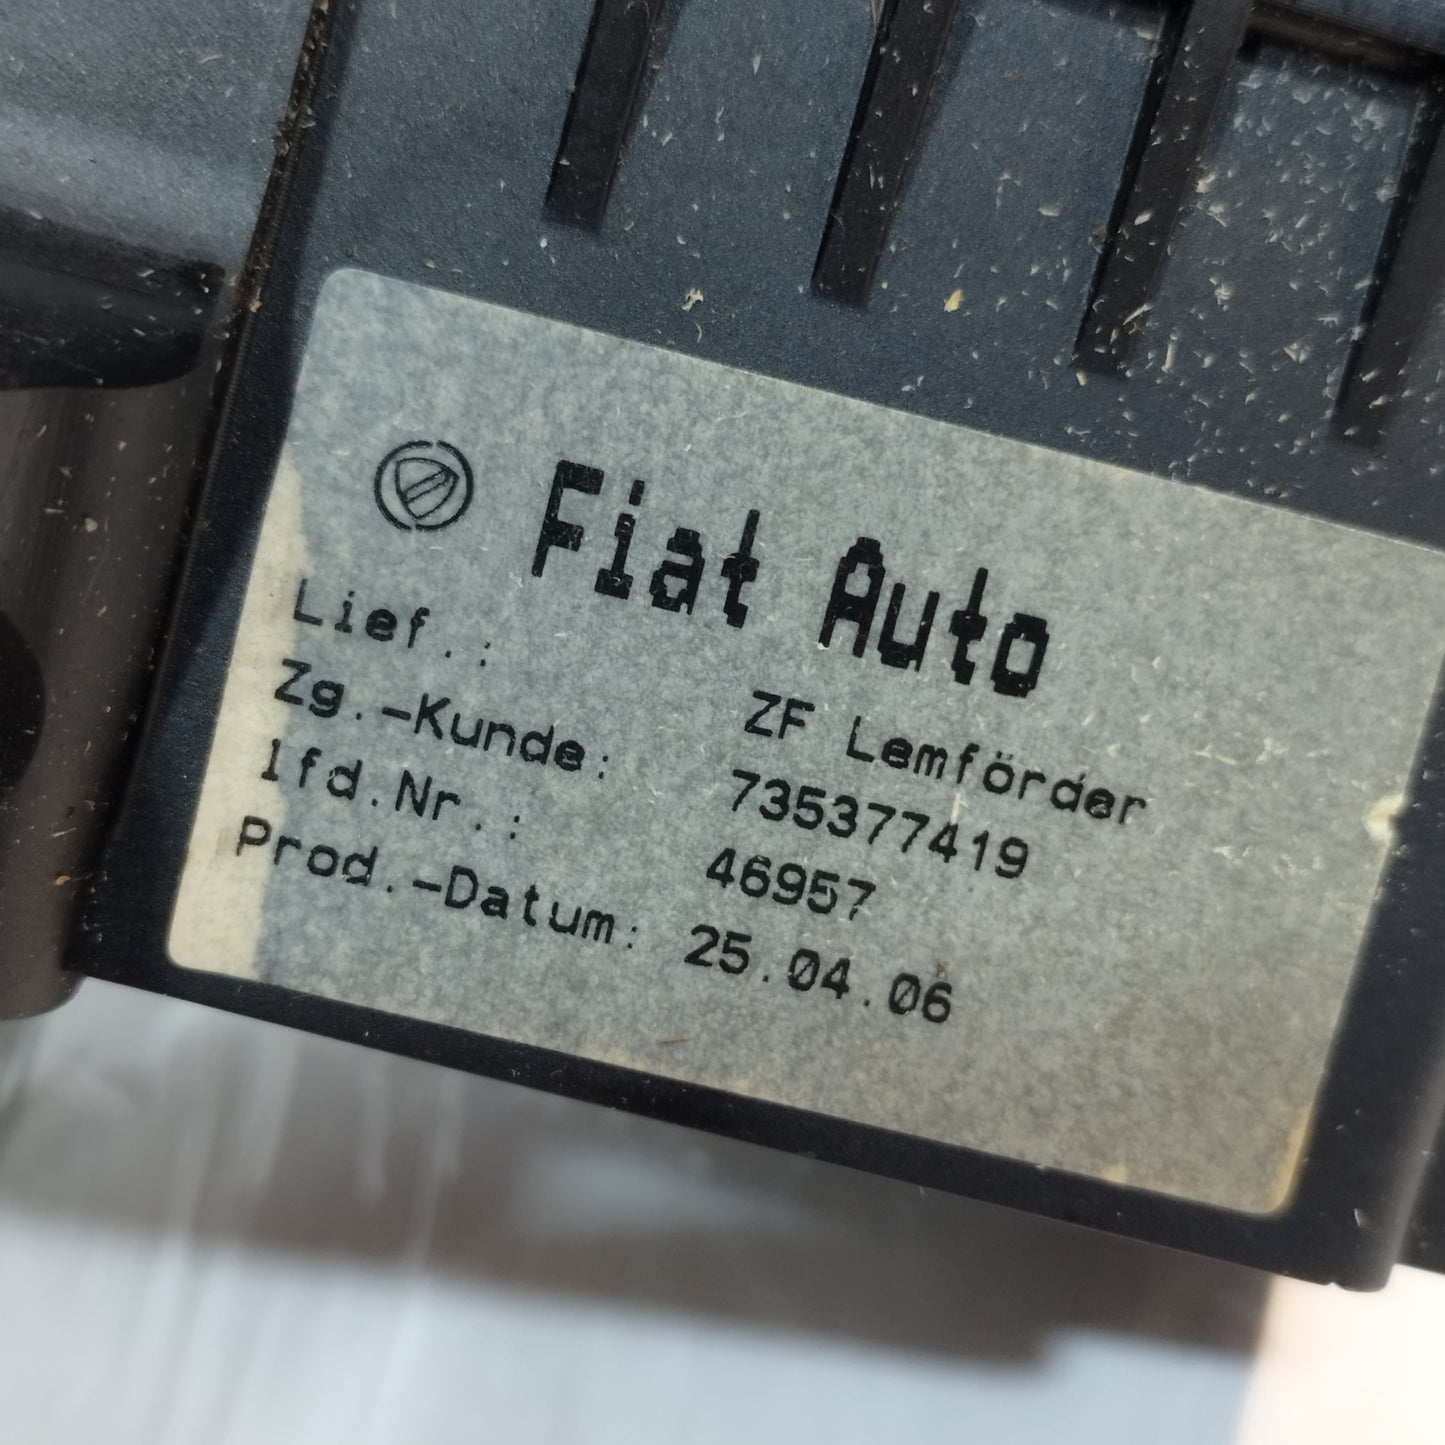 Fiat Auto
Lief.: ZF Lemförder
Zg.-Kunde: 735377419
lfd.Nr.: 46957
Prod.-Datum: 25.04.06